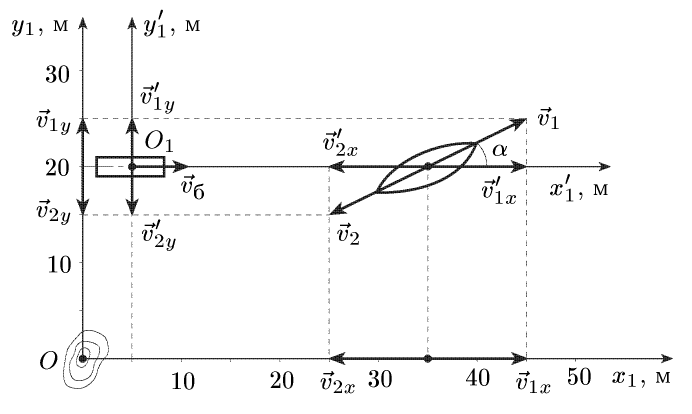 y₁, м y′₁, м
30
v⃗′₁y
v⃗₁y v⃗₁
O₁ v⃗′₂x α
20
v⃗б v⃗′₁x x′₁, м
v⃗₂y v⃗′₂y v⃗₂
10
O
10 20 v⃗₂x 30 40 v⃗₁x 50 x₁, м